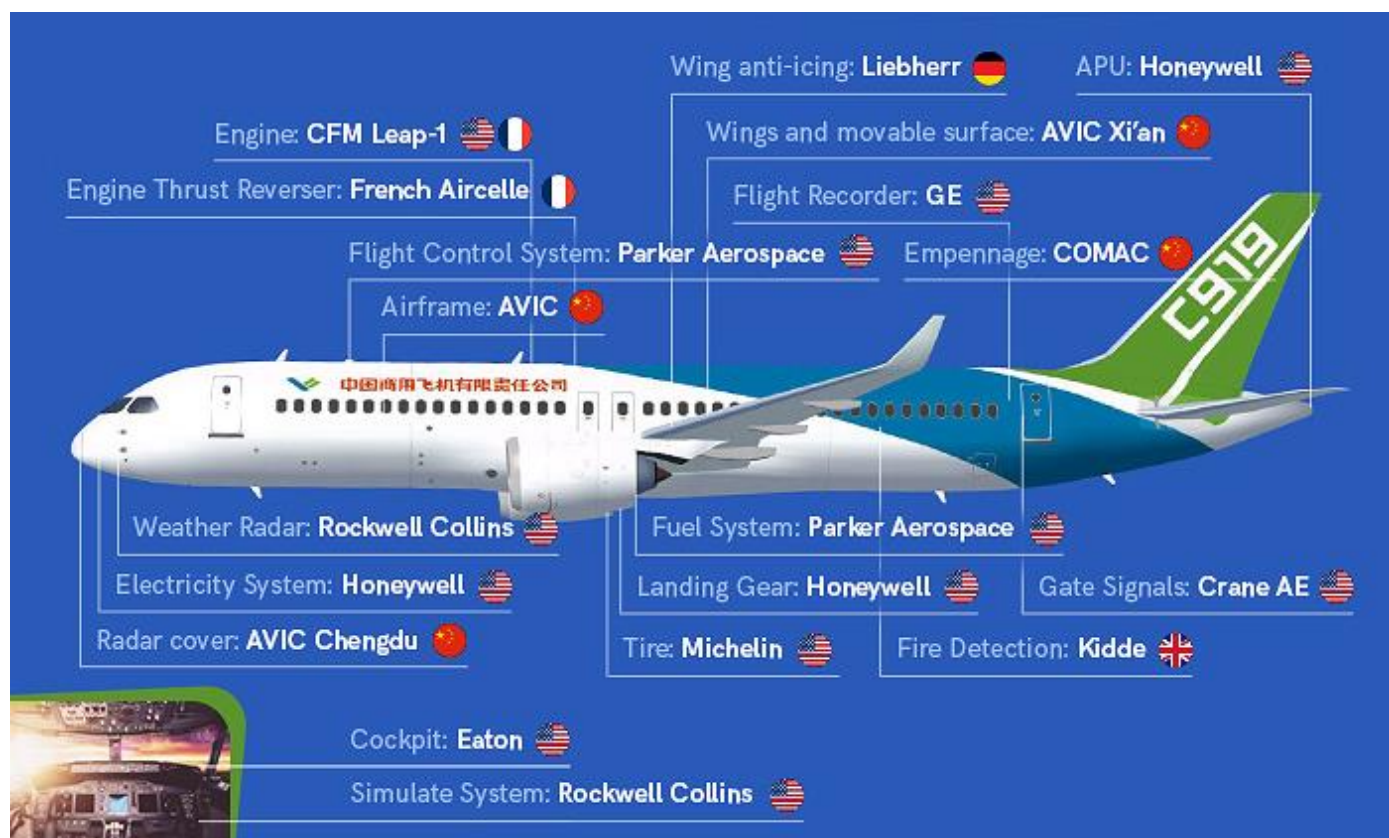 Wing anti-icing: Liebherr
APU: Honeywell
Engine: CFM Leap-1
Wings and movable surface: AVIC Xi'an
Engine Thrust Reverser: French Aircelle
Flight Recorder: GE
Flight Control System: Parker Aerospace
Empennage: COMAC
C919
Airframe: AVIC
中国商用飞机有限责任公司
Weather Radar: Rockwell Collins
Fuel System: Parker Aerospace
Electricity System: Honeywell
Landing Gear: Honeywell
Gate Signals: Crane AE
Radar cover: AVIC Chengdu
Tire: Michelin
Fire Detection: Kidde
Cockpit: Eaton
Simulate System: Rockwell Collins